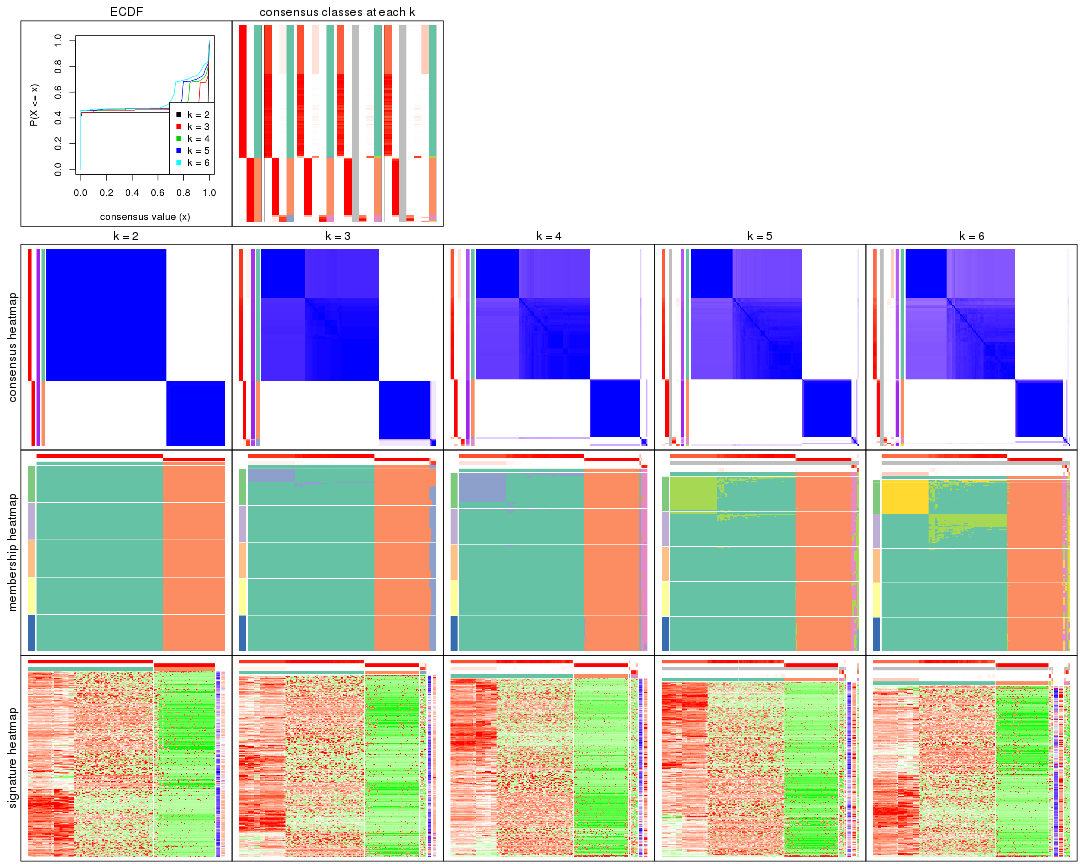 ECDF
consensus classes at each k
P(X <= x)
1.0
0.8
0.6
0.4
0.2
0.0
k = 2
k = 3
k = 4
k = 5
k = 6
0.0 0.2 0.4 0.6 0.8 1.0
consensus value (x)
k = 2
k = 3
k = 4
k = 5
k = 6
consensus heatmap
membership heatmap
signature heatmap